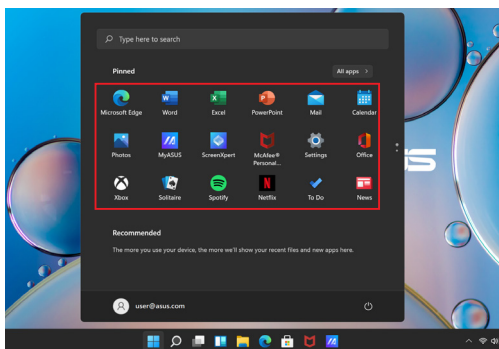 Type here to search
Pinned
All apps >
Microsoft Edge Word Excel PowerPoint Mail Calendar
Photos MyASUS ScreenXpert McAfee® Personal... Settings Office
Xbox Solitaire Spotify Netflix To Do News
Recommended
The more you use your device, the more we'll show your recent files and new apps here.
user@asus.com